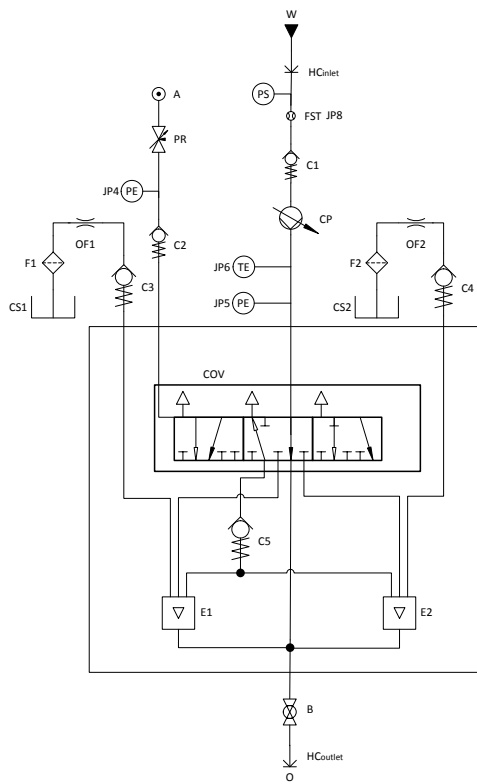 W
HCinlet
A
PS
FST JP8
PR
C1
JP4 PE
CP
OF1
C2
OF2
F1
JP6 TE
F2
C3
C4
CS1
JP5 PE
CS2
COV
C5
E1
E2
B
HCoutlet
O